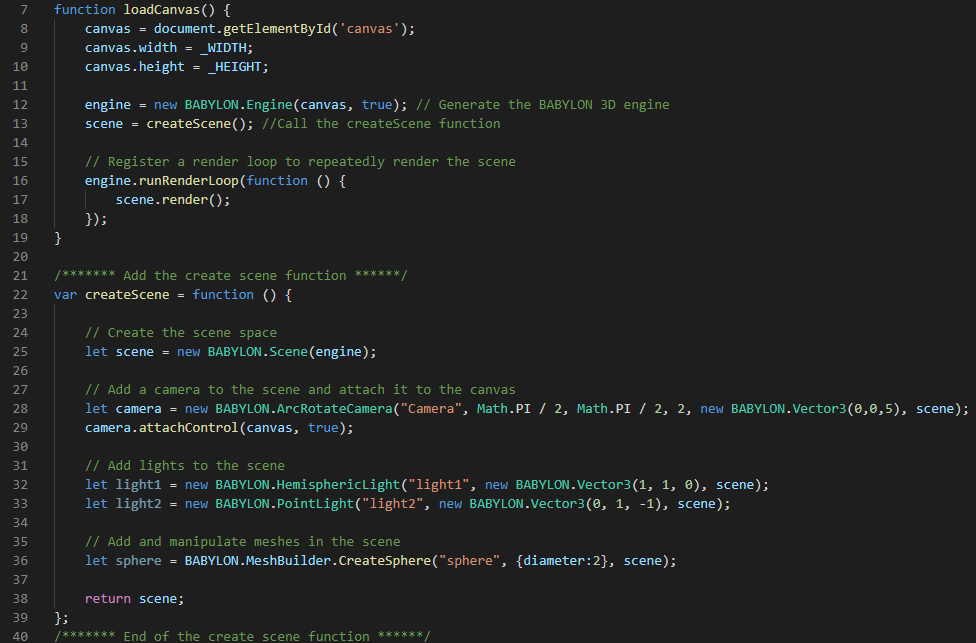 7 function loadCanvas() {
8     canvas = document.getElementById('canvas');
9     canvas.width = _WIDTH;
10     canvas.height = _HEIGHT;
11
12     engine = new BABYLON.Engine(canvas, true); // Generate the BABYLON 3D engine
13     scene = createScene(); //Call the createScene function
14
15     // Register a render loop to repeatedly render the scene
16     engine.runRenderLoop(function () {
17         scene.render();
18     });
19 }
20
21 /******* Add the create scene function ******/
22 var createScene = function () {
23
24     // Create the scene space
25     let scene = new BABYLON.Scene(engine);
26
27     // Add a camera to the scene and attach it to the canvas
28     let camera = new BABYLON.ArcRotateCamera("Camera", Math.PI / 2, Math.PI / 2, 2, new BABYLON.Vector3(0,0,5), scene);
29     camera.attachControl(canvas, true);
30
31     // Add lights to the scene
32     let light1 = new BABYLON.HemisphericLight("light1", new BABYLON.Vector3(1, 1, 0), scene);
33     let light2 = new BABYLON.PointLight("light2", new BABYLON.Vector3(0, 1, -1), scene);
34
35     // Add and manipulate meshes in the scene
36     let sphere = BABYLON.MeshBuilder.CreateSphere("sphere", {diameter:2}, scene);
37
38     return scene;
39 };
40 /******* End of the create scene function ******/